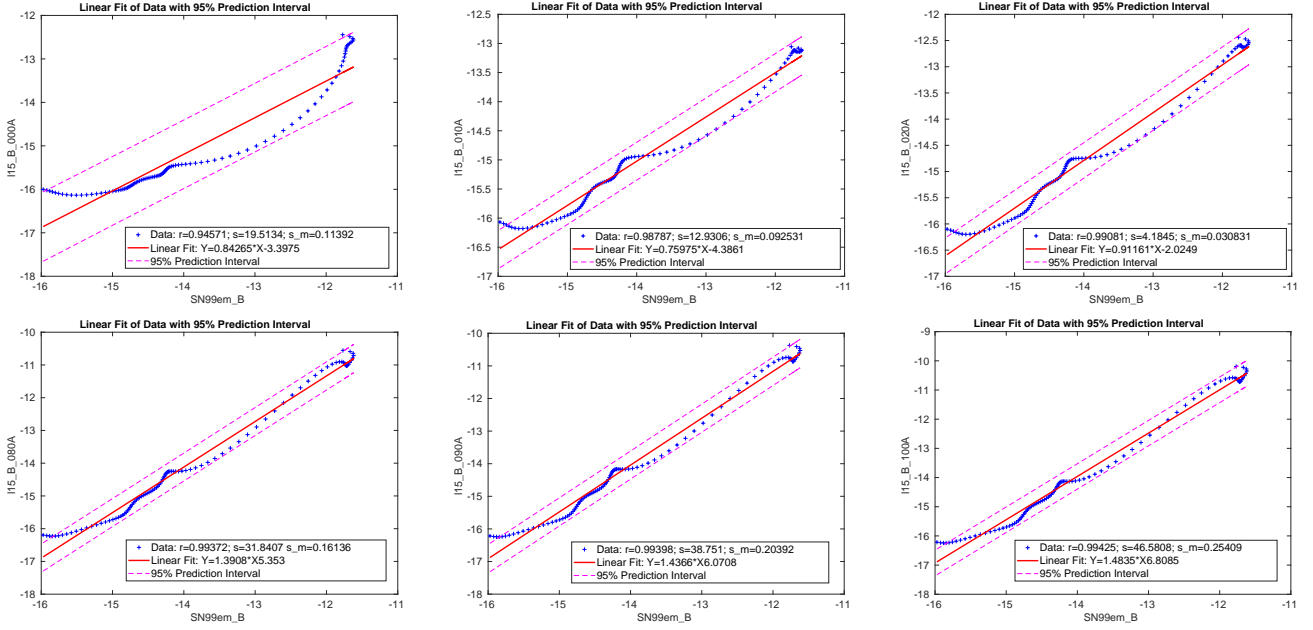 Linear Fit of Data with 95% Prediction Interval
-12
-13
-14
-15
-16
-17
-18
I15_B_000A
Data: r=0.94571; s=19.5134; s_m=0.11392
Linear Fit: Y=0.84265*X-3.3975
95% Prediction Interval
-16
-15
-14
-13
-12
-11
SN99em_B
Linear Fit of Data with 95% Prediction Interval
-12.5
-13
-13.5
-14
-14.5
-15
-15.5
-16
-16.5
-17
I15_B_010A
Data: r=0.98787; s=12.9306; s_m=0.092531
Linear Fit: Y=0.75975*X-4.3861
95% Prediction Interval
-16
-15
-14
-13
-12
-11
SN99em_B
Linear Fit of Data with 95% Prediction Interval
-12
-12.5
-13
-13.5
-14
-14.5
-15
-15.5
-16
-16.5
-17
I15_B_020A
Data: r=0.99081; s=4.1845; s_m=0.030831
Linear Fit: Y=0.91161*X-2.0249
95% Prediction Interval
-16
-15
-14
-13
-12
-11
SN99em_B
Linear Fit of Data with 95% Prediction Interval
-10
-11
-12
-13
-14
-15
-16
-17
-18
I15_B_080A
Data: r=0.99372; s=31.8407 s_m=0.16136
Linear Fit: Y=1.3908*X5.353
95% Prediction Interval
-16
-15
-14
-13
-12
-11
SN99em_B
Linear Fit of Data with 95% Prediction Interval
-10
-11
-12
-13
-14
-15
-16
-17
-18
I15_B_090A
Data: r=0.99398; s=38.751; s_m=0.20392
Linear Fit: Y=1.4366*X6.0708
95% Prediction Interval
-16
-15
-14
-13
-12
-11
SN99em_B
Linear Fit of Data with 95% Prediction Interval
-9
-10
-11
-12
-13
-14
-15
-16
-17
-18
I15_B_100A
Data: r=0.99425; s=46.5808; s_m=0.25409
Linear Fit: Y=1.4835*X6.8085
95% Prediction Interval
-16
-15
-14
-13
-12
-11
SN99em_B